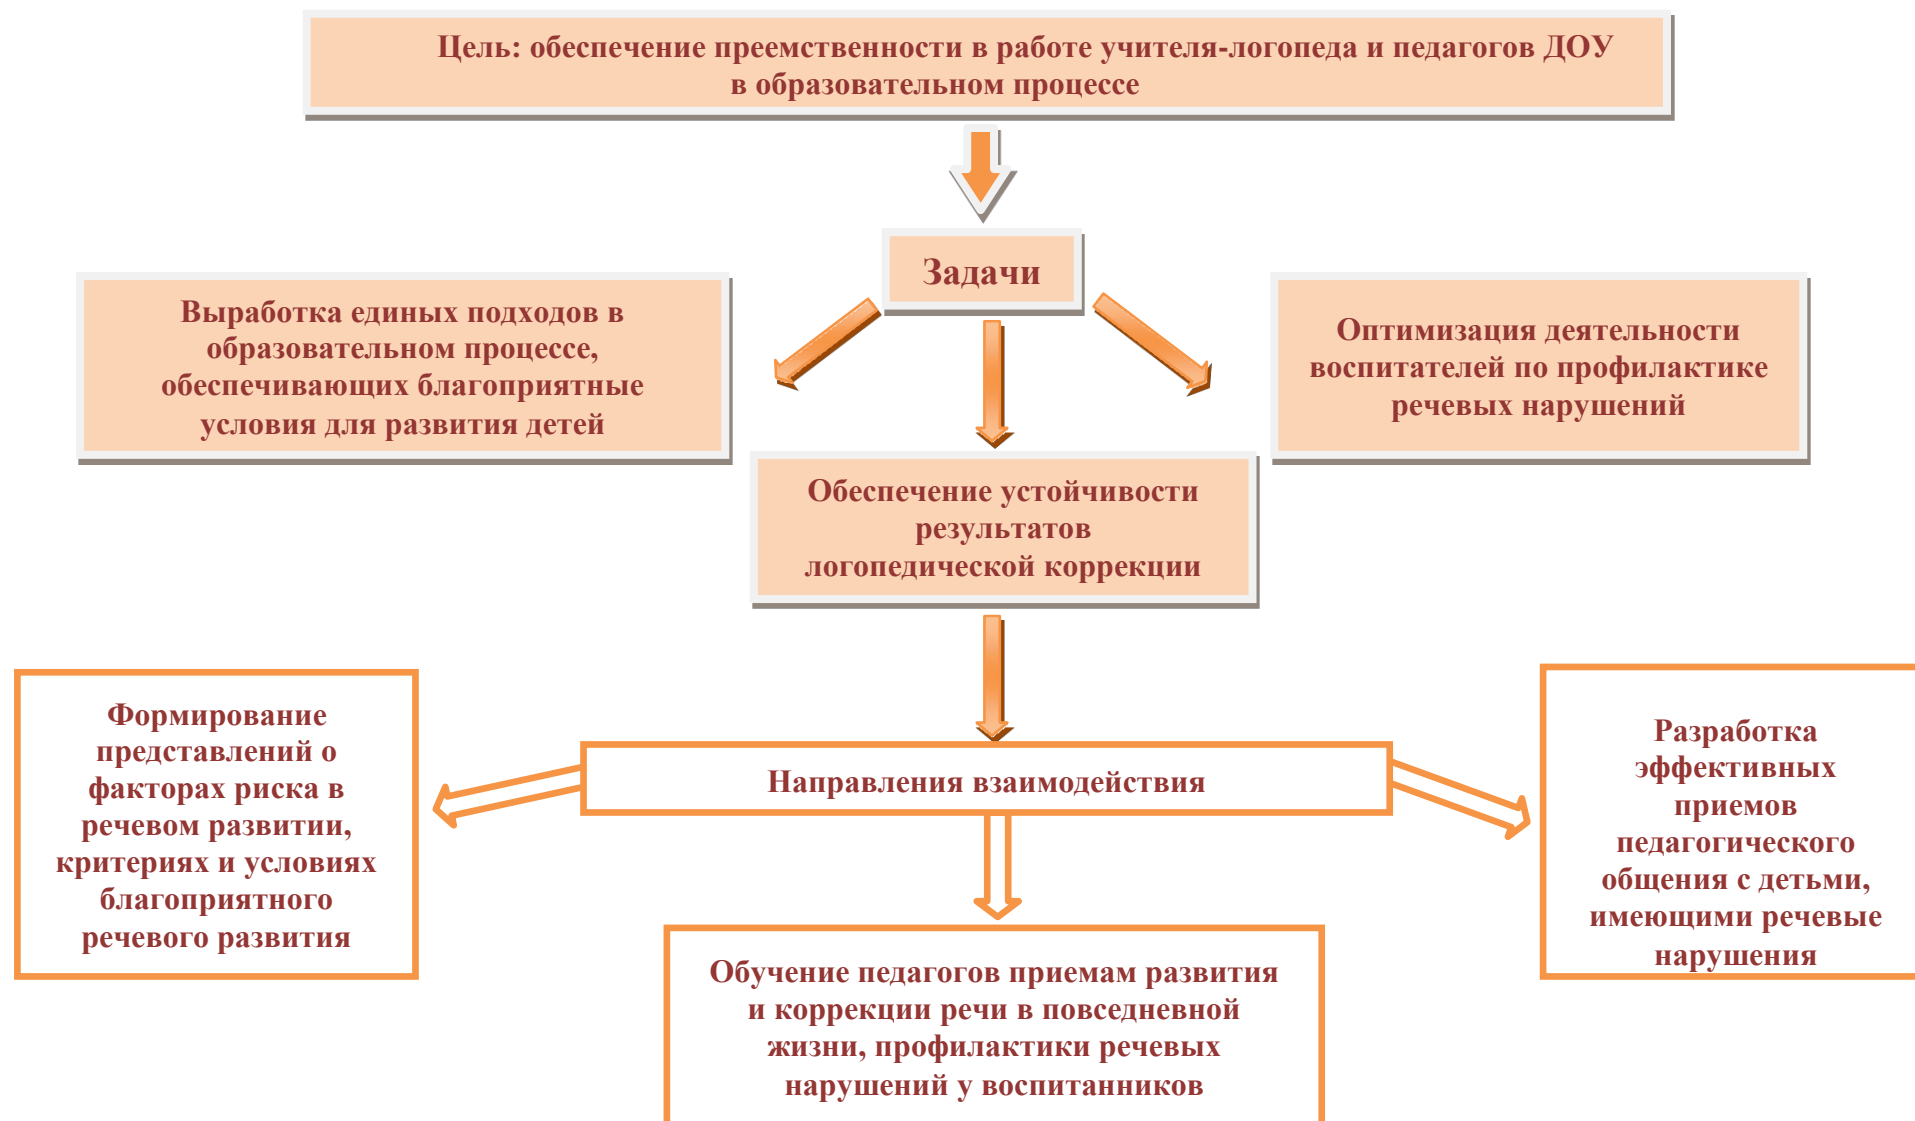 Цель: обеспечение преемственности в работе учителя-логопеда и педагогов ДОУ
в образовательном процессе
Задачи
Выработка единых подходов в
образовательном процессе,
обеспечивающих благоприятные
условия для развития детей
Оптимизация деятельности
воспитателей по профилактике
речевых нарушений
Обеспечение устойчивости
результатов
логопедической коррекции
Направления взаимодействия
Формирование
представлений о
факторах риска в
речевом развитии,
критериях и условиях
благоприятного
речевого развития
Обучение педагогов приемам развития
и коррекции речи в повседневной
жизни, профилактики речевых
нарушений у воспитанников
Разработка
эффективных
приемов
педагогического
общения с детьми,
имеющими речевые
нарушения